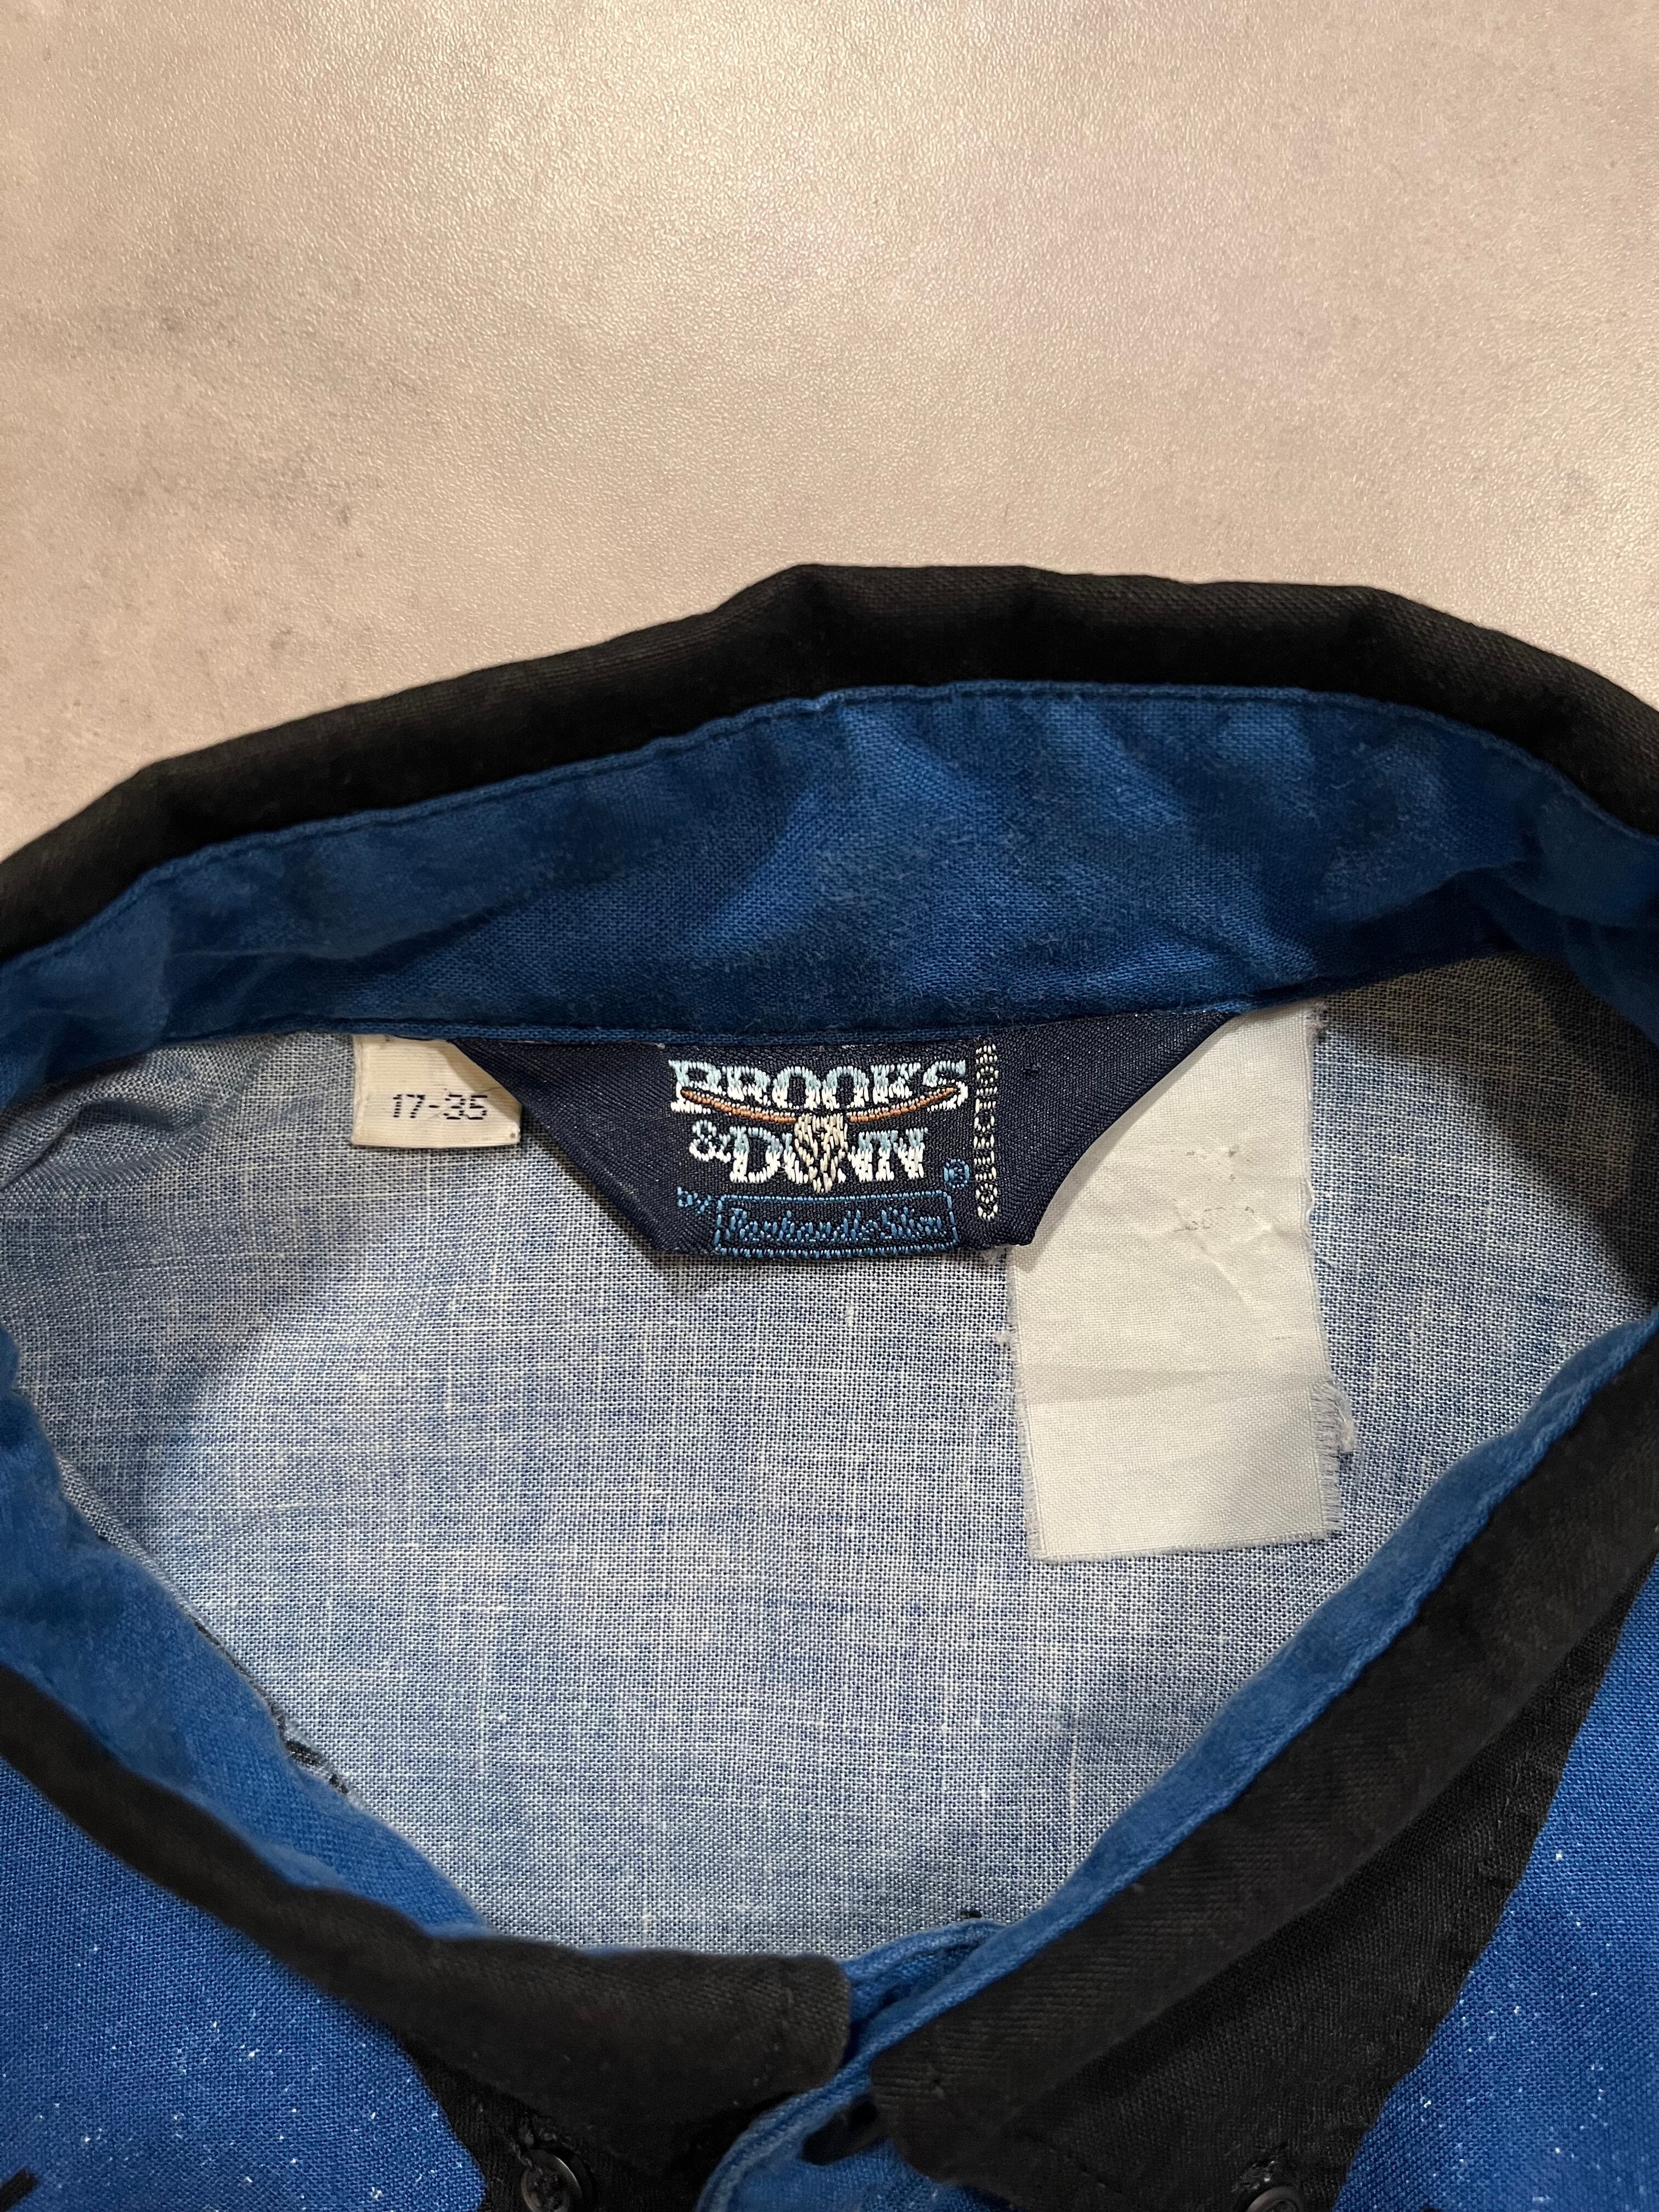 17-35
BROOKS
& DUNN
COLLECTION
®
by Panhandle Slim